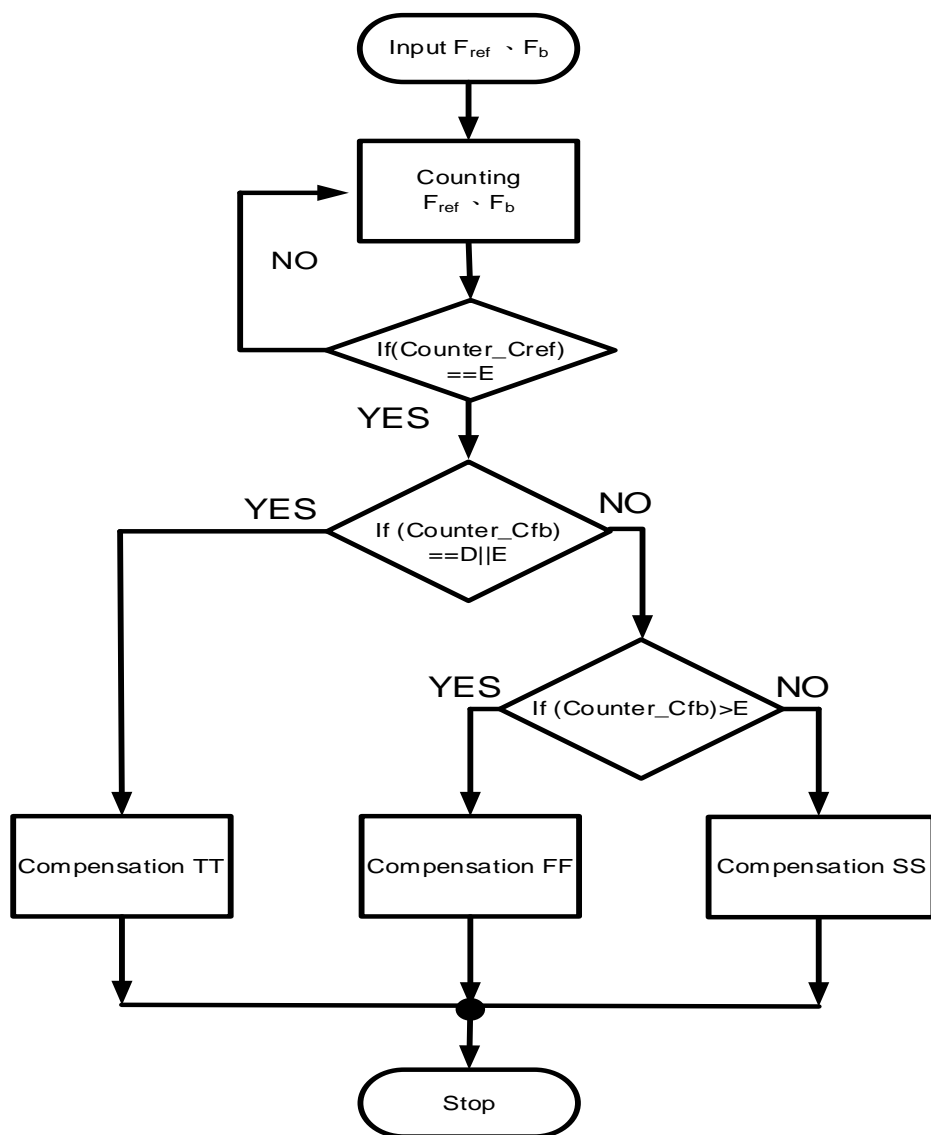 Input Fref 、 Fb
Counting
Fref 、 Fb
NO
If(Counter_Cref)
==E
YES
YES
NO
If (Counter_Cfb)
==D||E
YES
NO
If (Counter_Cfb)>E
Compensation TT
Compensation FF
Compensation SS
Stop